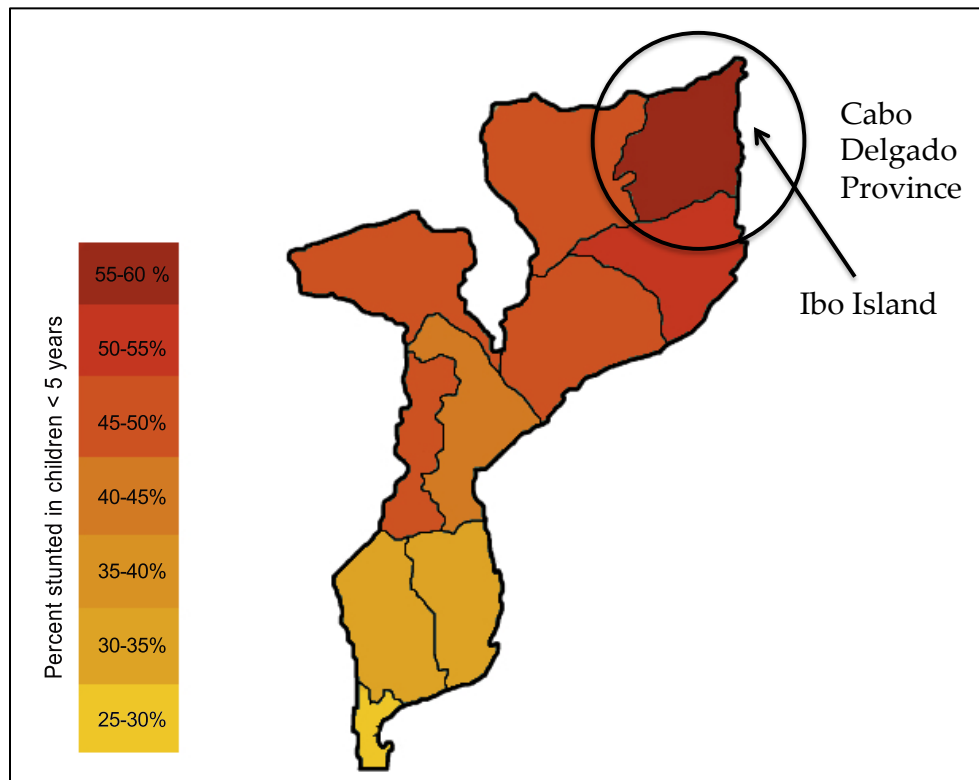 Cabo
Delgado
Province
Ibo Island
Percent stunted in children < 5 years
55-60 %
50-55%
45-50%
40-45%
35-40%
30-35%
25-30%